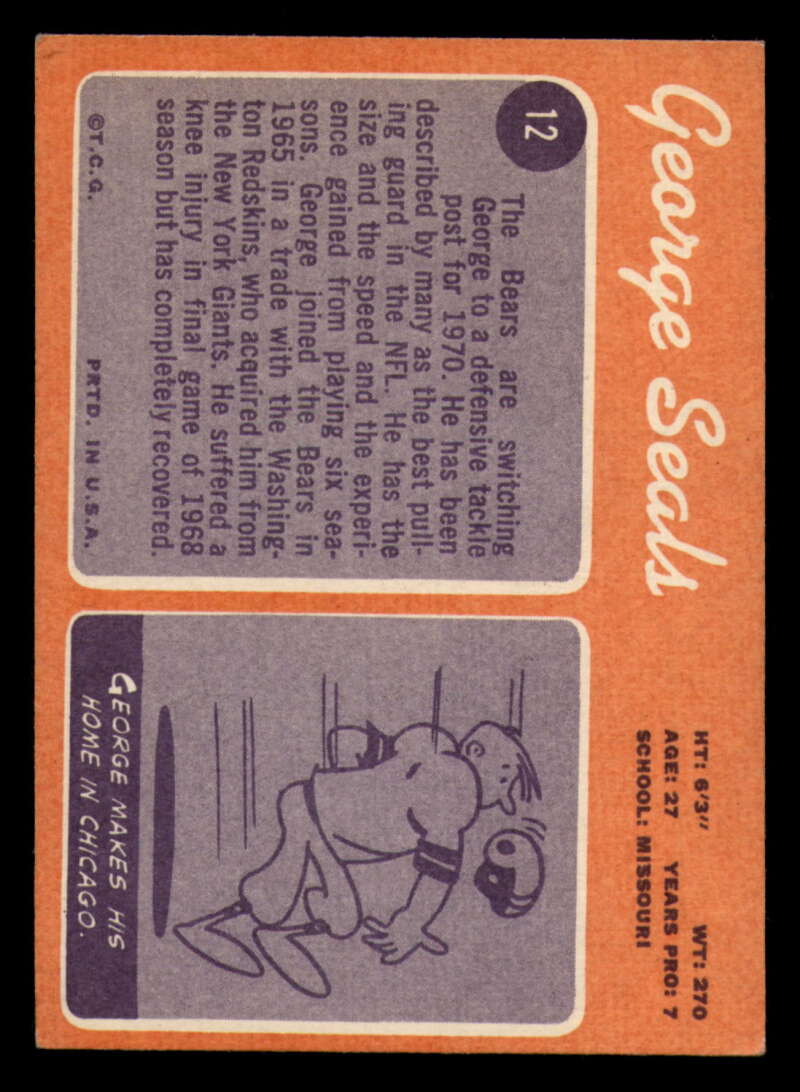 George Seals
HT: 6'3" WT: 270
AGE: 27 YEARS PRO: 7
SCHOOL: MISSOURI
12
The Bears are switching
George to a defensive tackle
post for 1970. He has been
described by many as the best pull-
ing guard in the NFL. He has the
size and the speed and the experi-
ence gained from playing six sea-
sons. George joined the Bears in
1965 in a trade with the Washing-
ton Redskins, who acquired him from
the New York Giants. He suffered a
knee injury in final game of 1968
season but has completely recovered.
©T.C.G. PRTD. IN U.S.A.
GEORGE MAKES HIS
HOME IN CHICAGO.